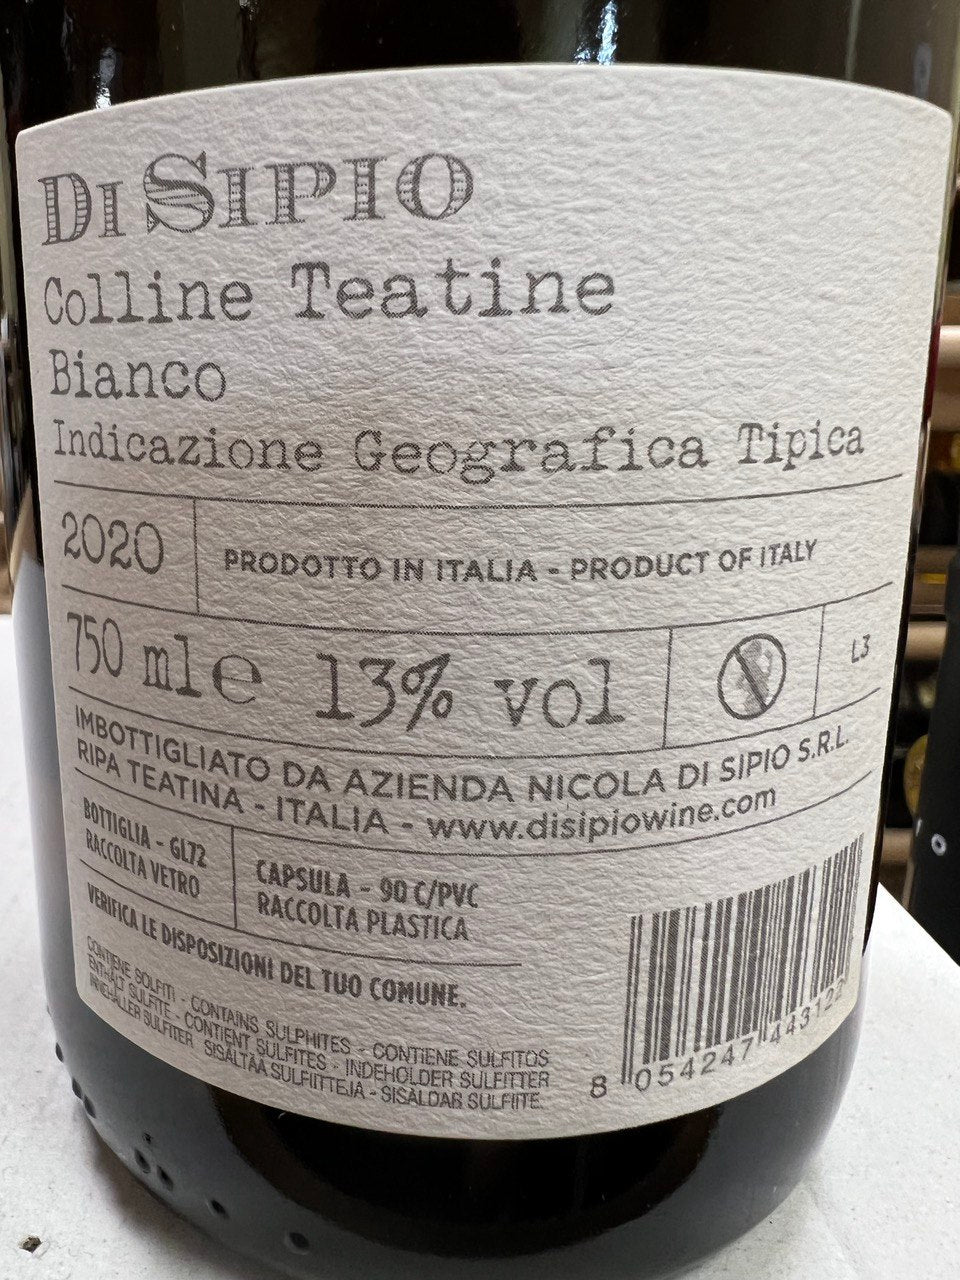 Di Sipio
Colline Teatine
Bianco
Indicazione Geografica Tipica
2020
PRODOTTO IN ITALIA - PRODUCT OF ITALY
750 ml e 13% vol
L3
IMBOTTIGLIATO DA AZIENDA NICOLA DI SIPIO S.R.L.
RIPA TEATINA - ITALIA - www.disipiowine.com
BOTTIGLIA - GL72
RACCOLTA VETRO
CAPSULA - 90 C/PVC
RACCOLTA PLASTICA
VERIFICA LE DISPOSIZIONI DEL TUO COMUNE.
CONTIENE SOLFITI - CONTAINS SULPHITES - CONTIENE SULFITOS
ENTHÄLT SULFITE - CONTIENT SULFITES - INDEHOLDER SULFITTER
INNEHÅLLER SULFITER SISÄLTÄÄ SULFIITTEJA - SISALDAB SULFIITE.
8 054247 443122